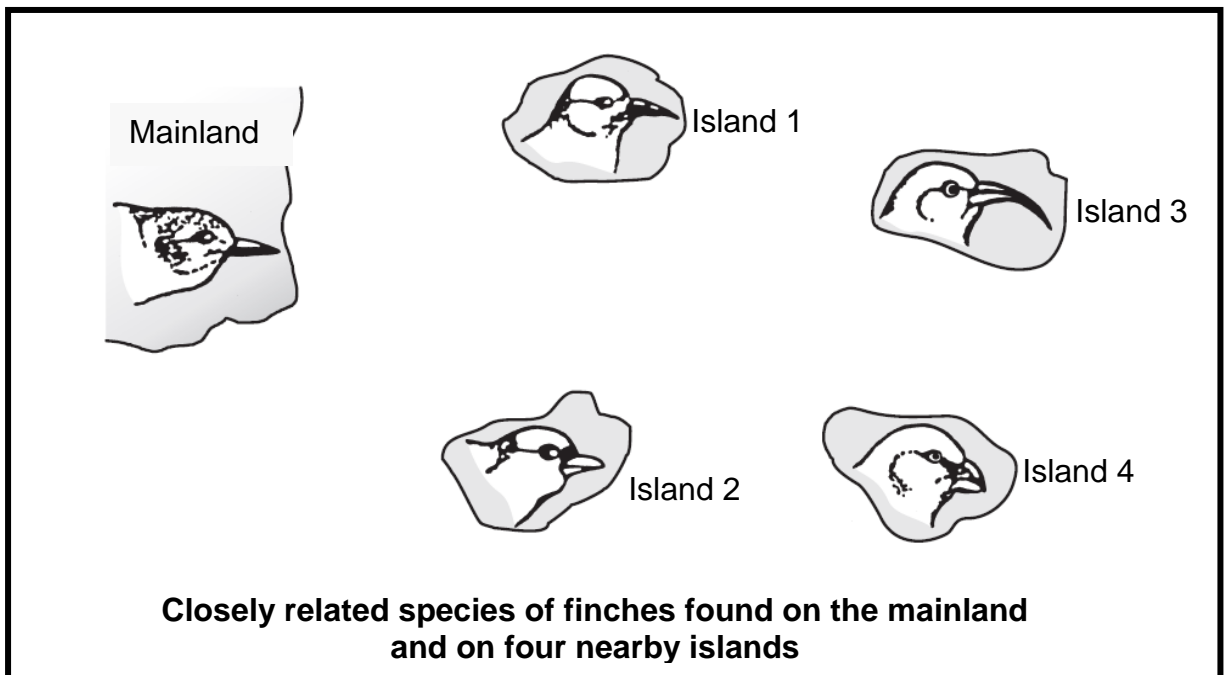 Mainland
Island 1
Island 3
Island 2
Island 4
Closely related species of finches found on the mainland
and on four nearby islands